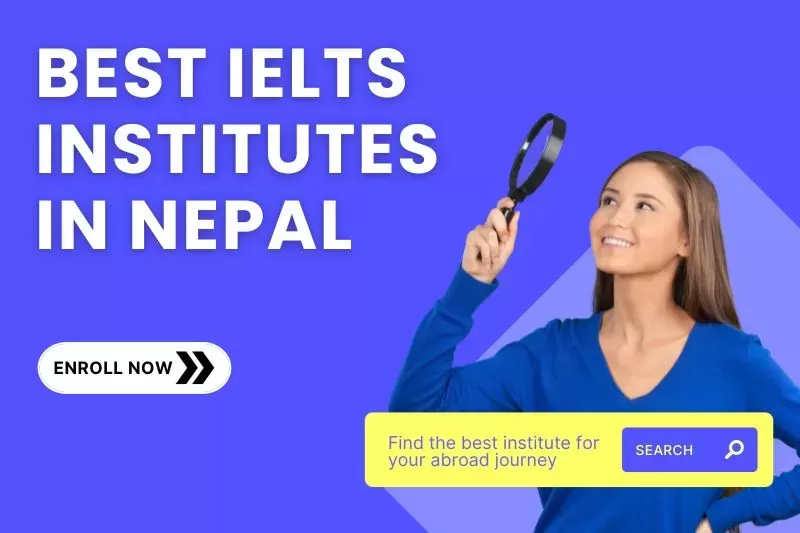 BEST IELTS
INSTITUTES
IN NEPAL
ENROLL NOW
Find the best institute for
your abroad journey
SEARCH